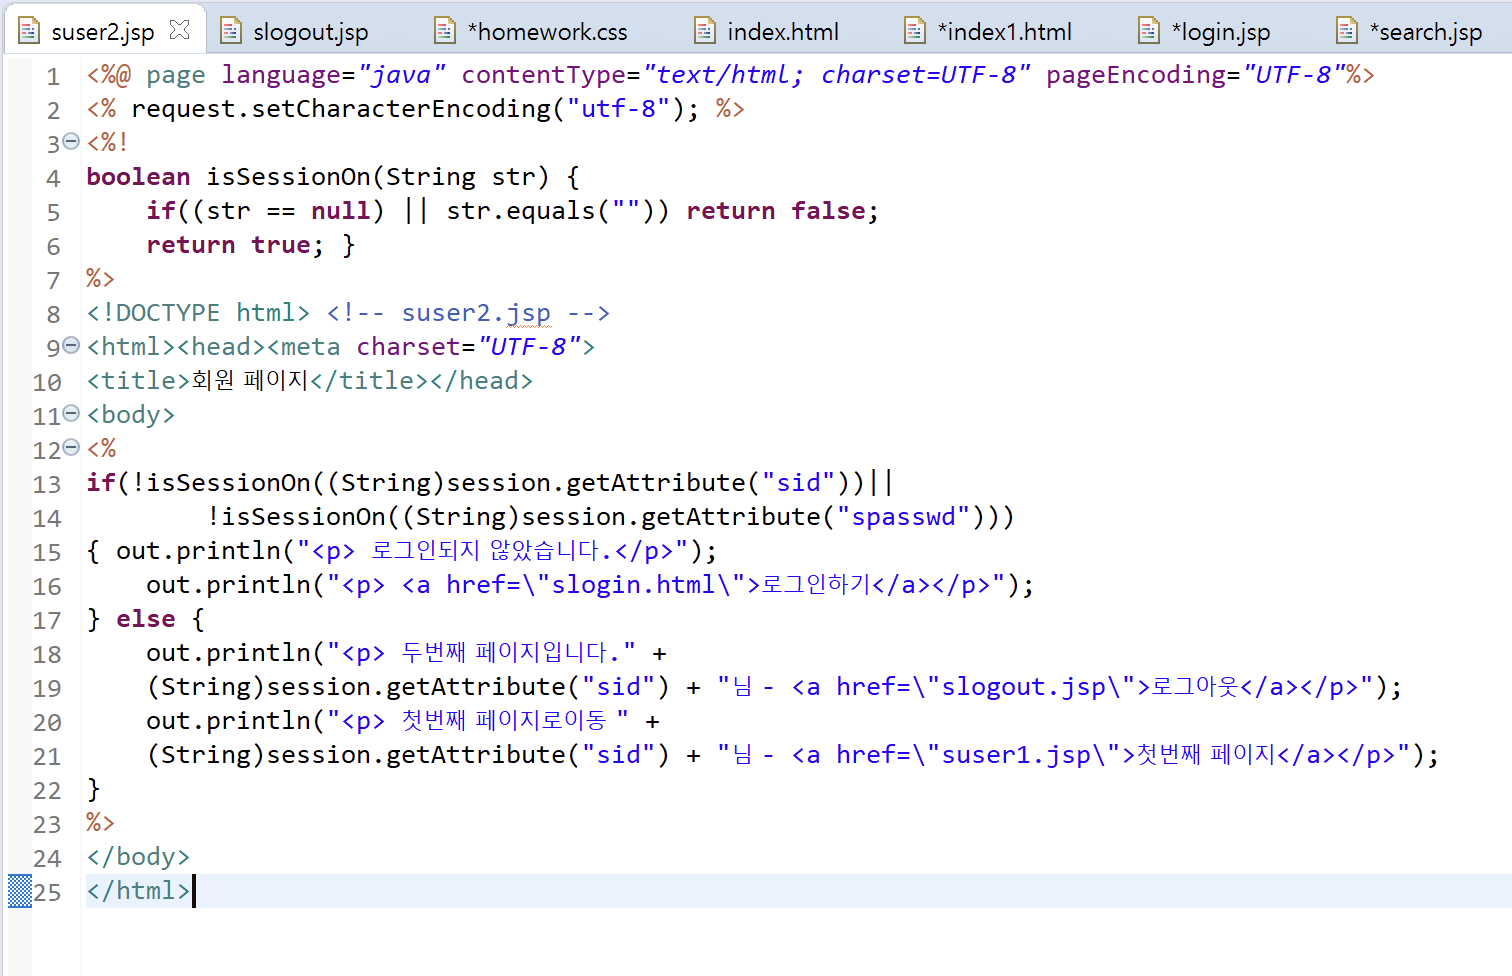 suser2.jsp slogout.jsp *homework.css index.html *index1.html *login.jsp *search.jsp
1 <%@ page language="java" contentType="text/html; charset=UTF-8" pageEncoding="UTF-8"%>
2 <% request.setCharacterEncoding("utf-8"); %>
3 <%!
4 boolean isSessionOn(String str) {
5     if((str == null) || str.equals("")) return false;
6     return true; }
7 %>
8 <!DOCTYPE html> <!-- suser2.jsp -->
9 <html><head><meta charset="UTF-8">
10 <title>회원 페이지</title></head>
11 <body>
12 <%
13 if(!isSessionOn((String)session.getAttribute("sid"))||
14         !isSessionOn((String)session.getAttribute("spasswd")))
15 { out.println("<p> 로그인되지 않았습니다.</p>");
16     out.println("<p> <a href=\"slogin.html\">로그인하기</a></p>");
17 } else {
18     out.println("<p> 두번째 페이지입니다." +
19     (String)session.getAttribute("sid") + "님 - <a href=\"slogout.jsp\">로그아웃</a></p>");
20     out.println("<p> 첫번째 페이지로이동 " +
21     (String)session.getAttribute("sid") + "님 - <a href=\"suser1.jsp\">첫번째 페이지</a></p>");
22 }
23 %>
24 </body>
25 </html>